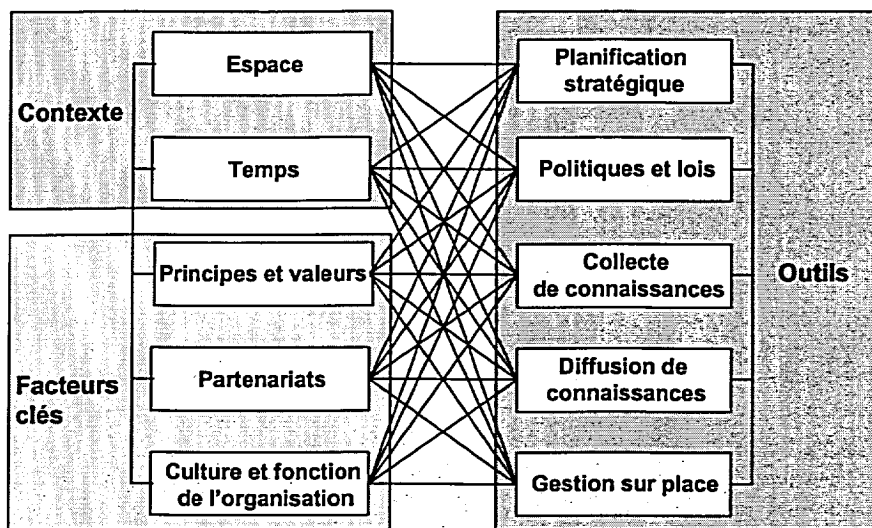 Contexte
Espace
Temps
Facteurs
clés
Principes et valeurs
Partenariats
Culture et fonction
de l'organisation
Planification
stratégique
Politiques et lois
Collecte
de connaissances
Diffusion de
connaissances
Gestion sur place
Outils